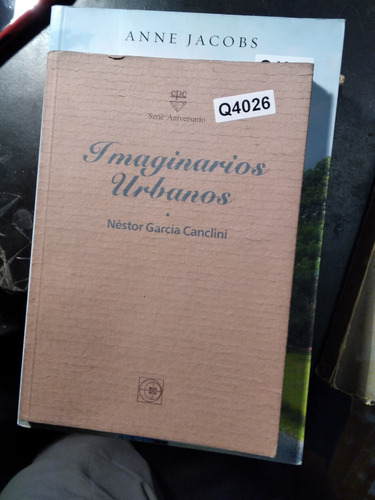 ANNE JACOBS
epc
Serie Aniversario
Q4026
Imaginarios
Urbanos
Néstor García Canclini